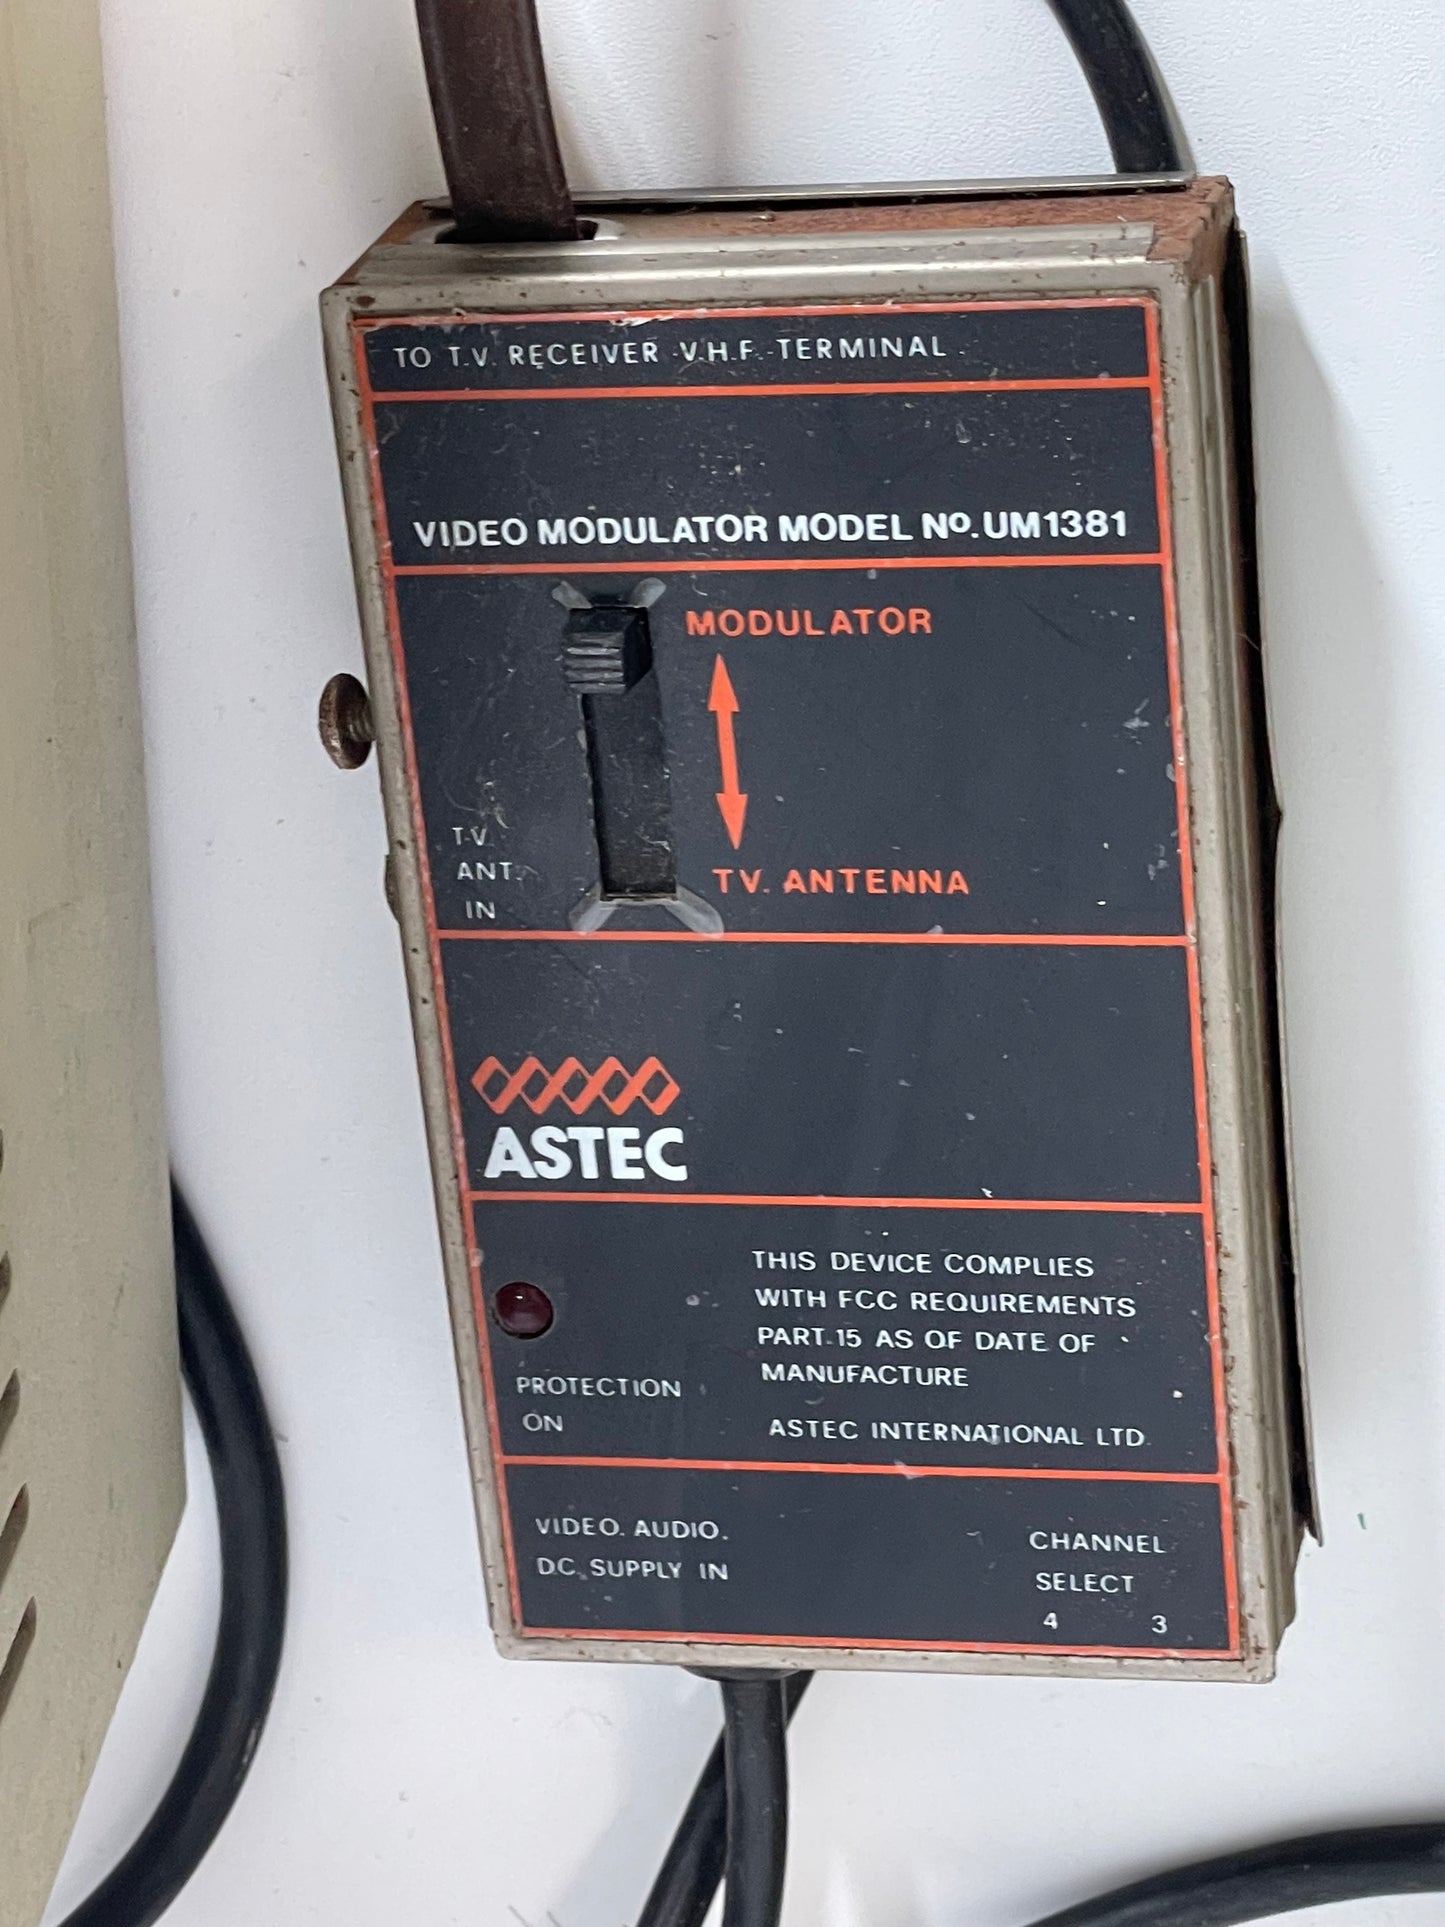 TO T.V. RECEIVER V.H.F. TERMINAL
VIDEO MODULATOR MODEL Nº. UM1381
MODULATOR
T.V.
ANT.
IN
TV. ANTENNA
ASTEC
THIS DEVICE COMPLIES
WITH FCC REQUIREMENTS
PART 15 AS OF DATE OF
MANUFACTURE
PROTECTION
ON
ASTEC INTERNATIONAL LTD.
VIDEO. AUDIO.
D.C. SUPPLY IN
CHANNEL
SELECT
4 3